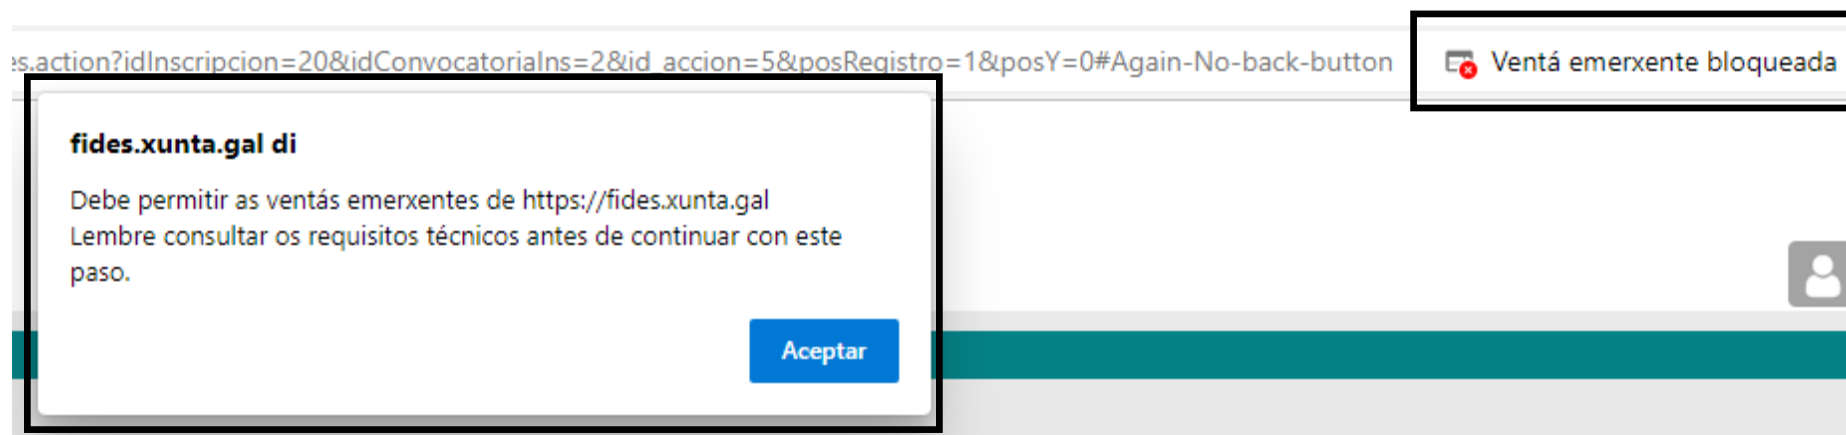 es.action?idInscripcion=20&idConvocatoriaIns=2&id_accion=5&posRegistro=1&posY=0#Again-No-back-button
Ventá emerxente bloqueada
fides.xunta.gal di
Debe permitir as ventás emerxentes de https://fides.xunta.gal
Lembre consultar os requisitos técnicos antes de continuar con este
paso.
Aceptar